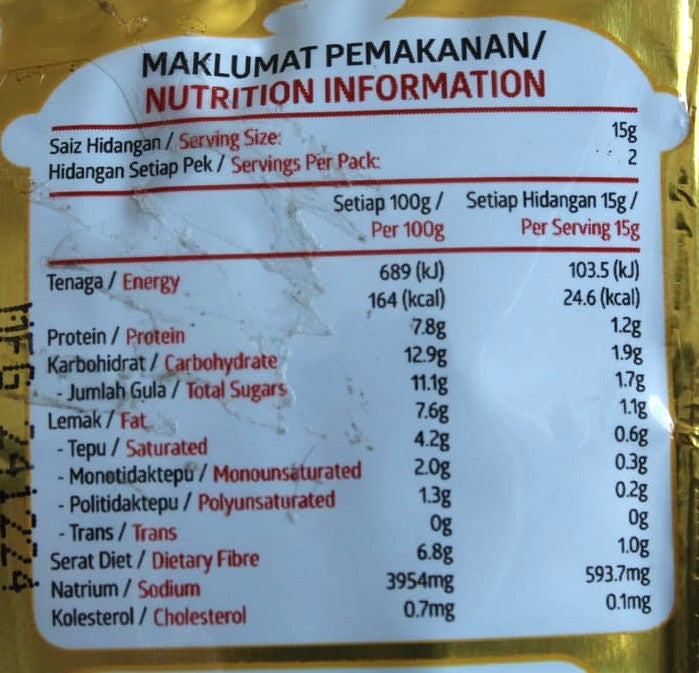 MAKLUMAT PEMAKANAN/
NUTRITION INFORMATION
Saiz Hidangan / Serving Size: 15g
Hidangan Setiap Pek / Servings Per Pack: 2
Setiap 100g / Setiap Hidangan 15g /
Per 100g Per Serving 15g
Tenaga / Energy 689 (kJ) 103.5 (kJ)
164 (kcal) 24.6 (kcal)
Protein / Protein 7.8g 1.2g
Karbohidrat / Carbohydrate 12.9g 1.9g
- Jumlah Gula / Total Sugars 11.1g 1.7g
Lemak / Fat 7.6g 1.1g
- Tepu / Saturated 4.2g 0.6g
- Monotidaktepu / Monounsaturated 2.0g 0.3g
- Politidaktepu / Polyunsaturated 1.3g 0.2g
- Trans / Trans 0g 0g
Serat Diet / Dietary Fibre 6.8g 1.0g
Natrium / Sodium 3954mg 593.7mg
Kolesterol / Cholesterol 0.7mg 0.1mg